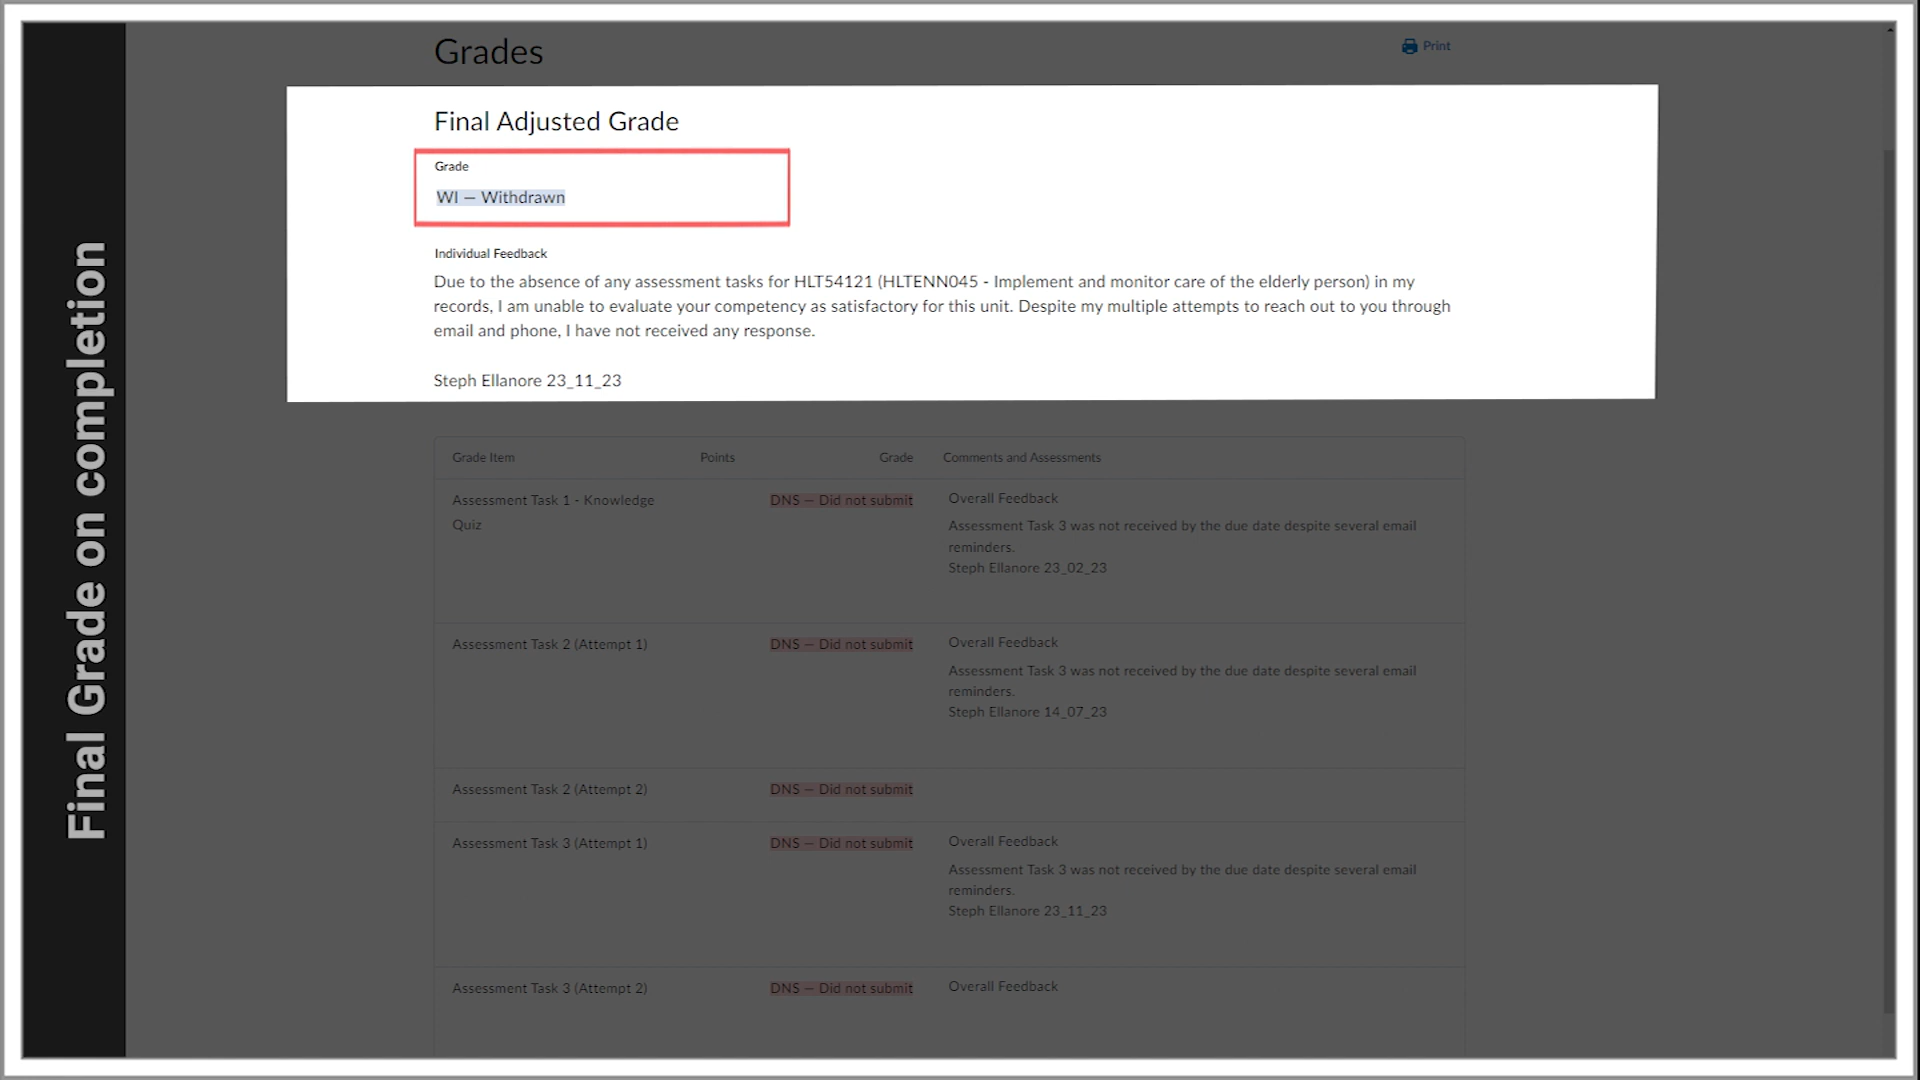 Final Grade on completion
Grades
Print
Final Adjusted Grade
Grade
WI – Withdrawn
Individual Feedback
Due to the absence of any assessment tasks for HLT54121 (HLTENN045 - Implement and monitor care of the elderly person) in my
records, I am unable to evaluate your competency as satisfactory for this unit. Despite my multiple attempts to reach out to you through
email and phone, I have not received any response.
Steph Ellanore 23_11_23
Grade Item Points Grade Comments and Assessments
Assessment Task 1 - Knowledge
Quiz
DNS – Did not submit
Overall Feedback
Assessment Task 3 was not received by the due date despite several email
reminders.
Steph Ellanore 23_02_23
Assessment Task 2 (Attempt 1)
DNS – Did not submit
Overall Feedback
Assessment Task 3 was not received by the due date despite several email
reminders.
Steph Ellanore 14_07_23
Assessment Task 2 (Attempt 2)
DNS – Did not submit
Assessment Task 3 (Attempt 1)
DNS – Did not submit
Overall Feedback
Assessment Task 3 was not received by the due date despite several email
reminders.
Steph Ellanore 23_11_23
Assessment Task 3 (Attempt 2)
DNS – Did not submit
Overall Feedback